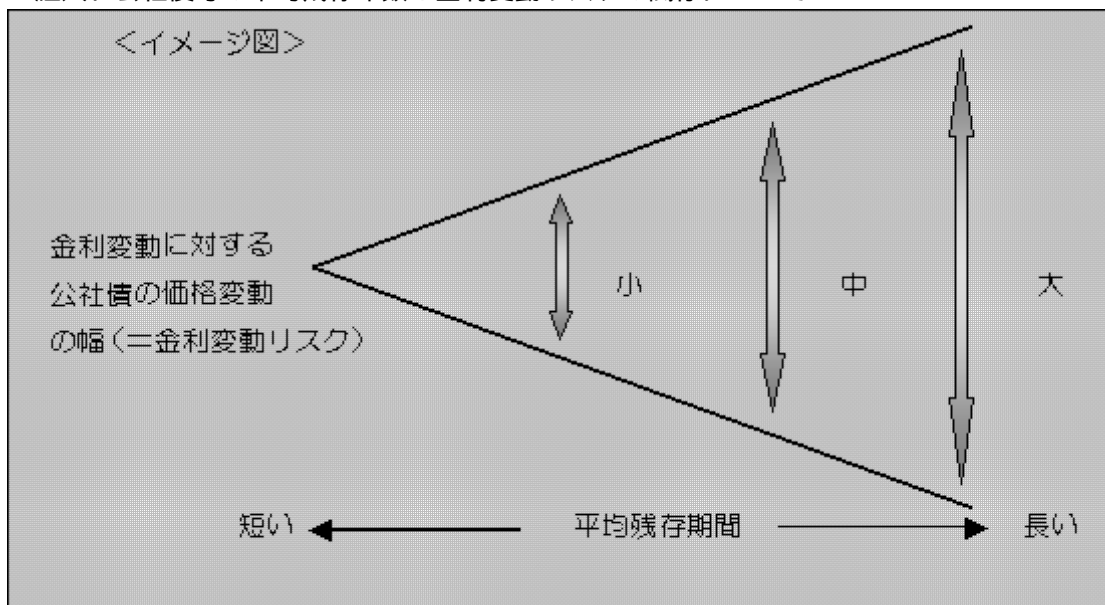 ＜イメージ図＞
金利変動に対する
公社債の価格変動
の幅（＝金利変動リスク）
小
中
大
短い
平均残存期間
長い